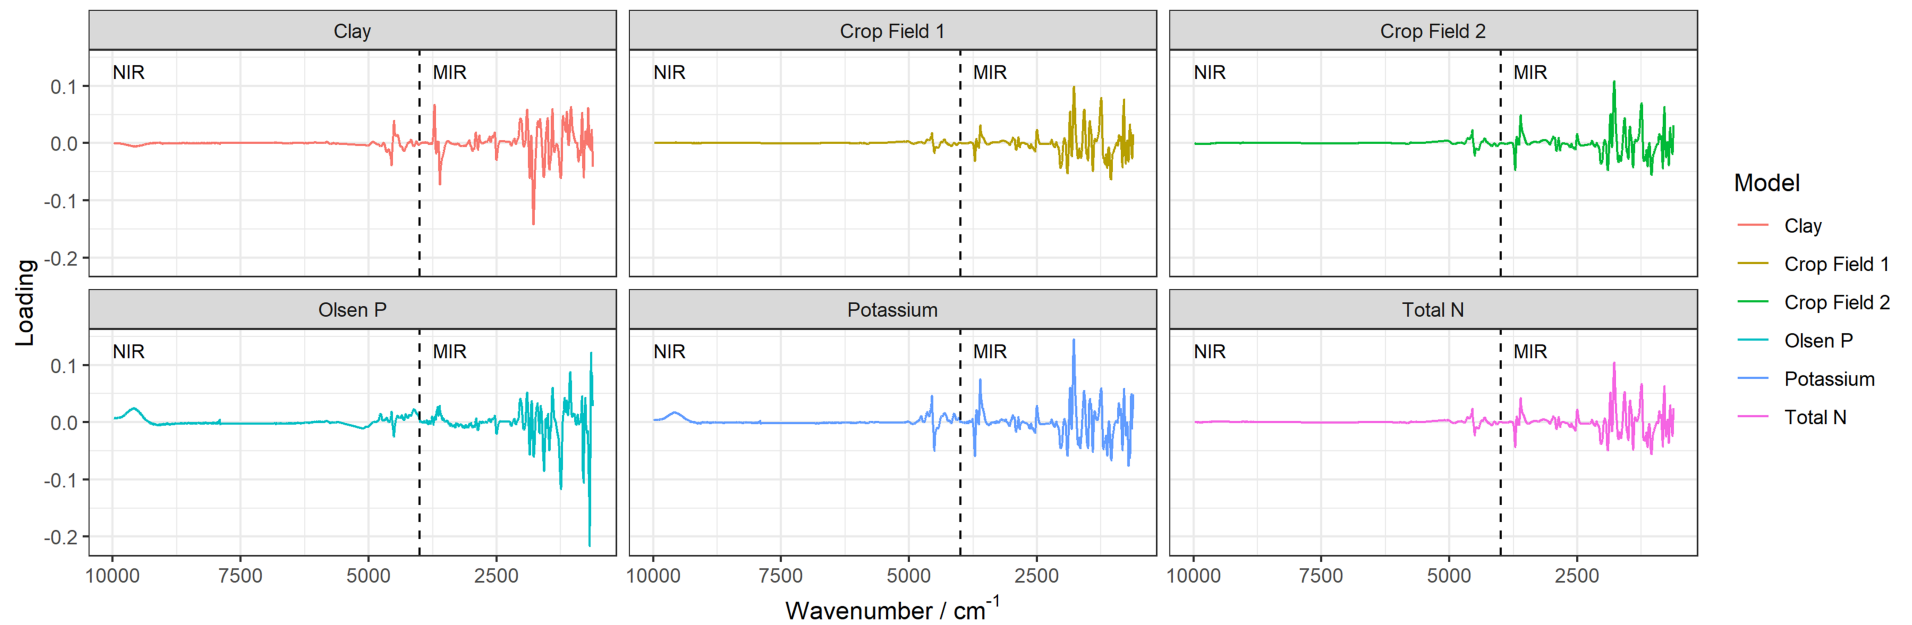 Clay
Crop Field 1
Crop Field 2
NIR
MIR
NIR
MIR
NIR
MIR
0.1
0.0
-0.1
-0.2
Olsen P
Potassium
Total N
NIR
MIR
NIR
MIR
NIR
MIR
0.1
0.0
-0.1
-0.2
Loading
10000
7500
5000
2500
10000
7500
5000
2500
10000
7500
5000
2500
Wavenumber / cm⁻¹
Model
Clay
Crop Field 1
Crop Field 2
Olsen P
Potassium
Total N